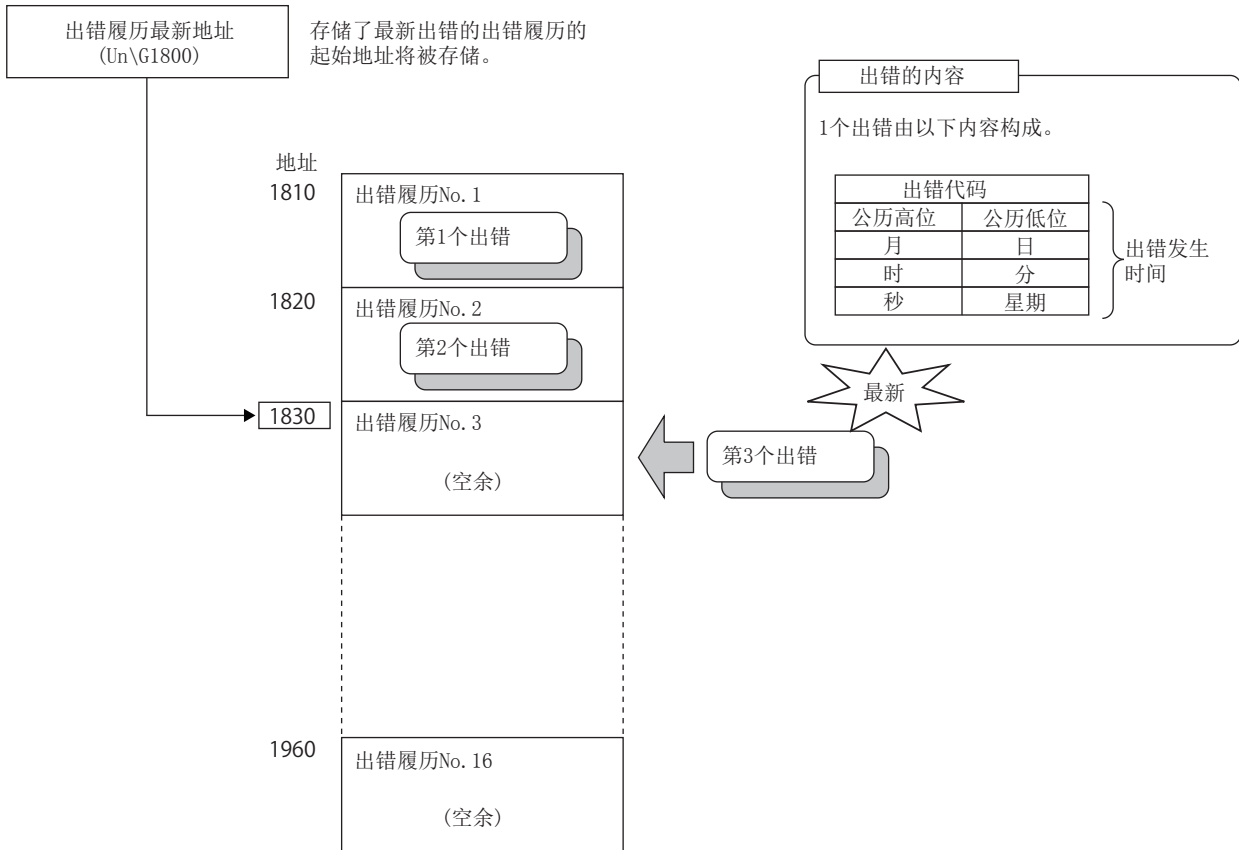 出错履历最新地址
(Un\G1800)
存储了最新出错的出错履历的
起始地址将被存储。
出错的内容
1个出错由以下内容构成。
出错代码
公历高位 公历低位
月 日
时 分
秒 星期
出错发生
时间
地址
1810
出错履历No. 1
第1个出错
1820
出错履历No. 2
第2个出错
最新
1830
出错履历No. 3
(空余)
第3个出错
1960
出错履历No. 16
(空余)